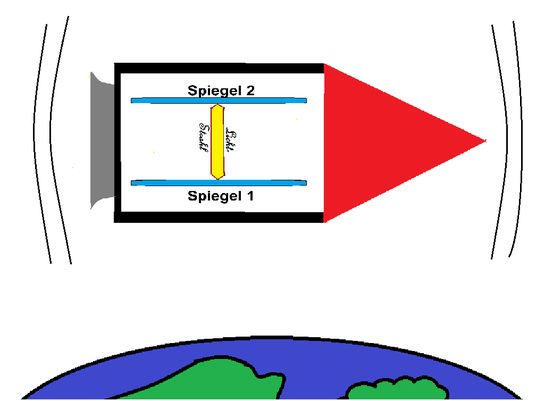 Spiegel 2
Licht-
Strahl
Spiegel 1